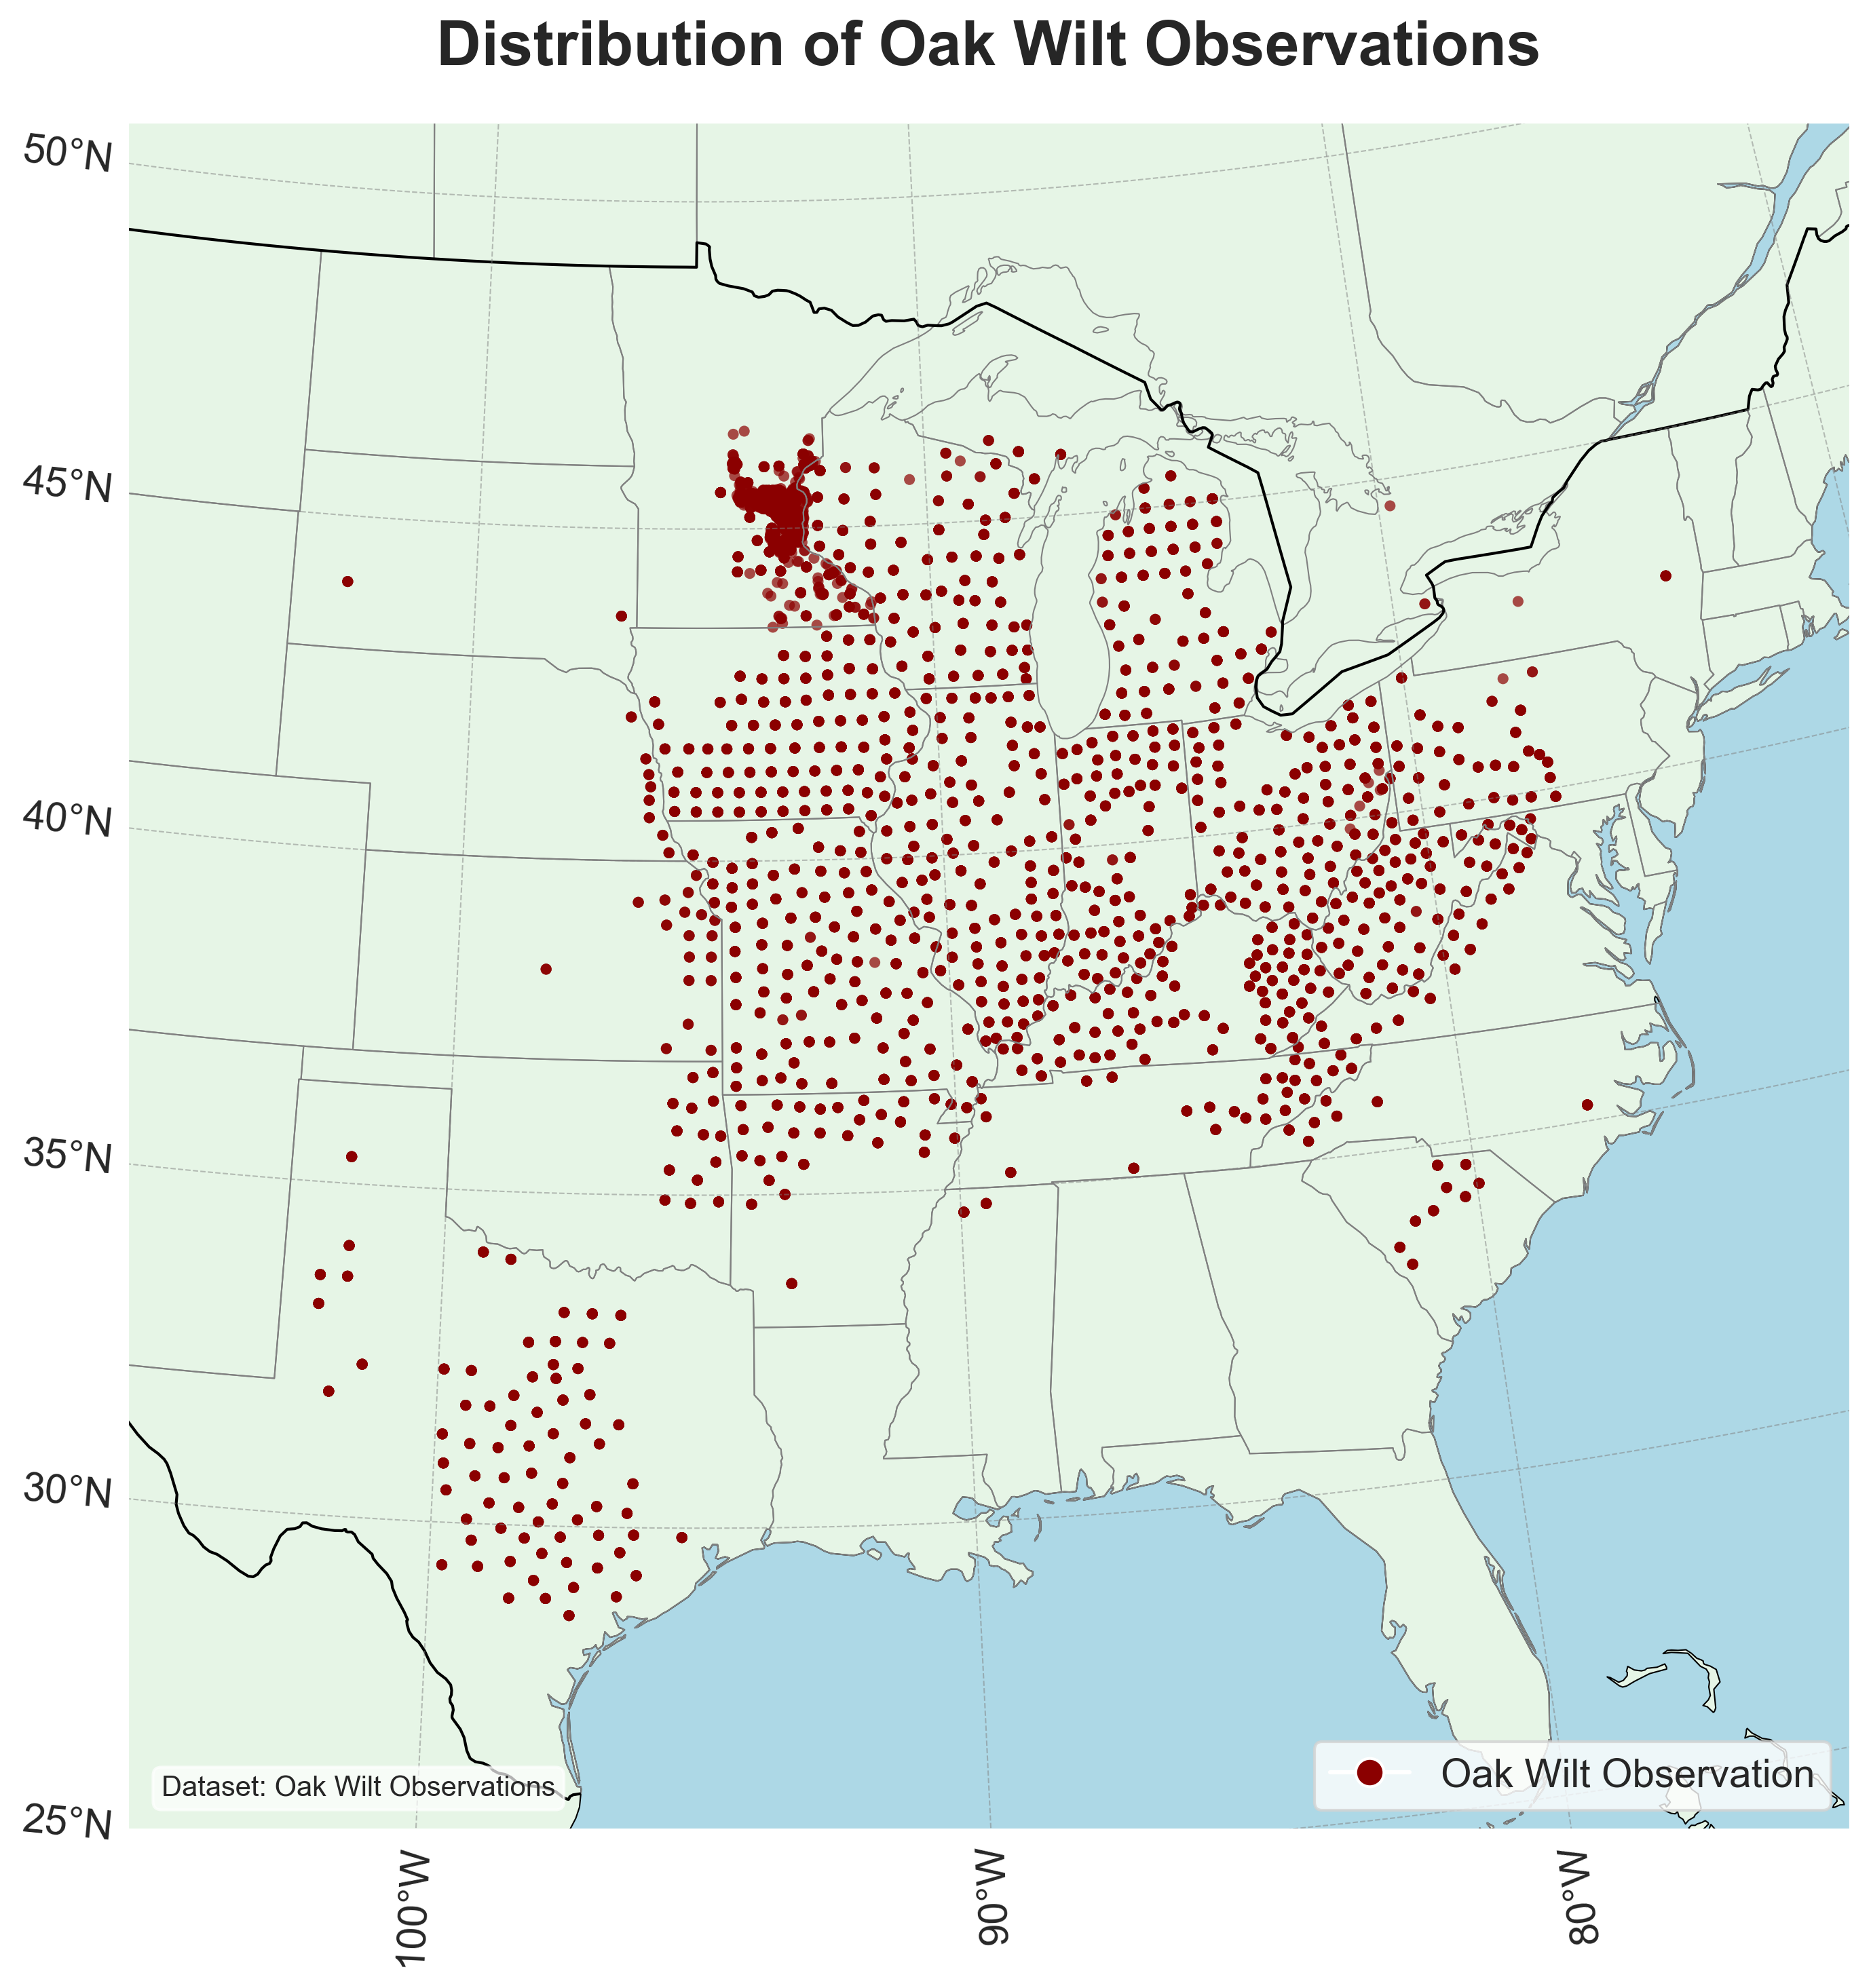 Distribution of Oak Wilt Observations
50°N
45°N
40°N
35°N
30°N
25°N
Dataset: Oak Wilt Observations
Oak Wilt Observation
100°W
90°W
80°W